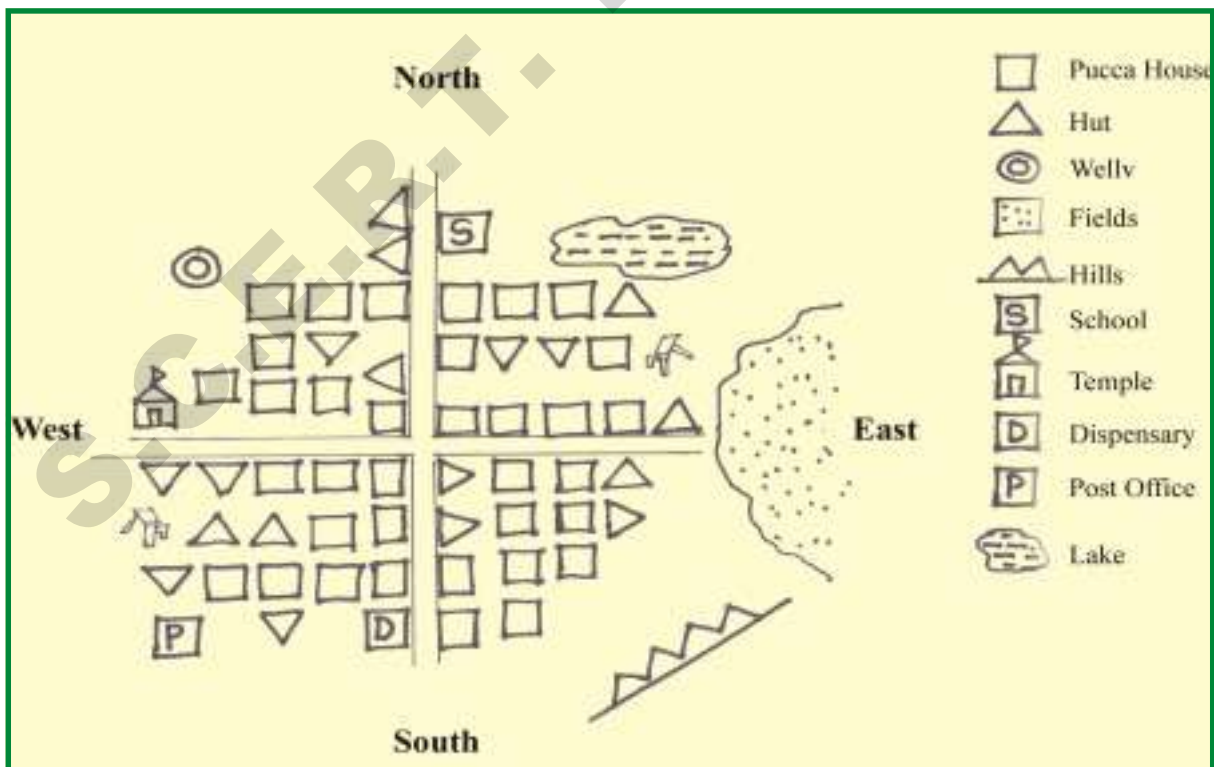 North
Pucca House
Hut
Wellv
Fields
Hills
S
School
Temple
West
East
D
Dispensary
P
Post Office
Lake
P
D
South
S.C.E.R.T.